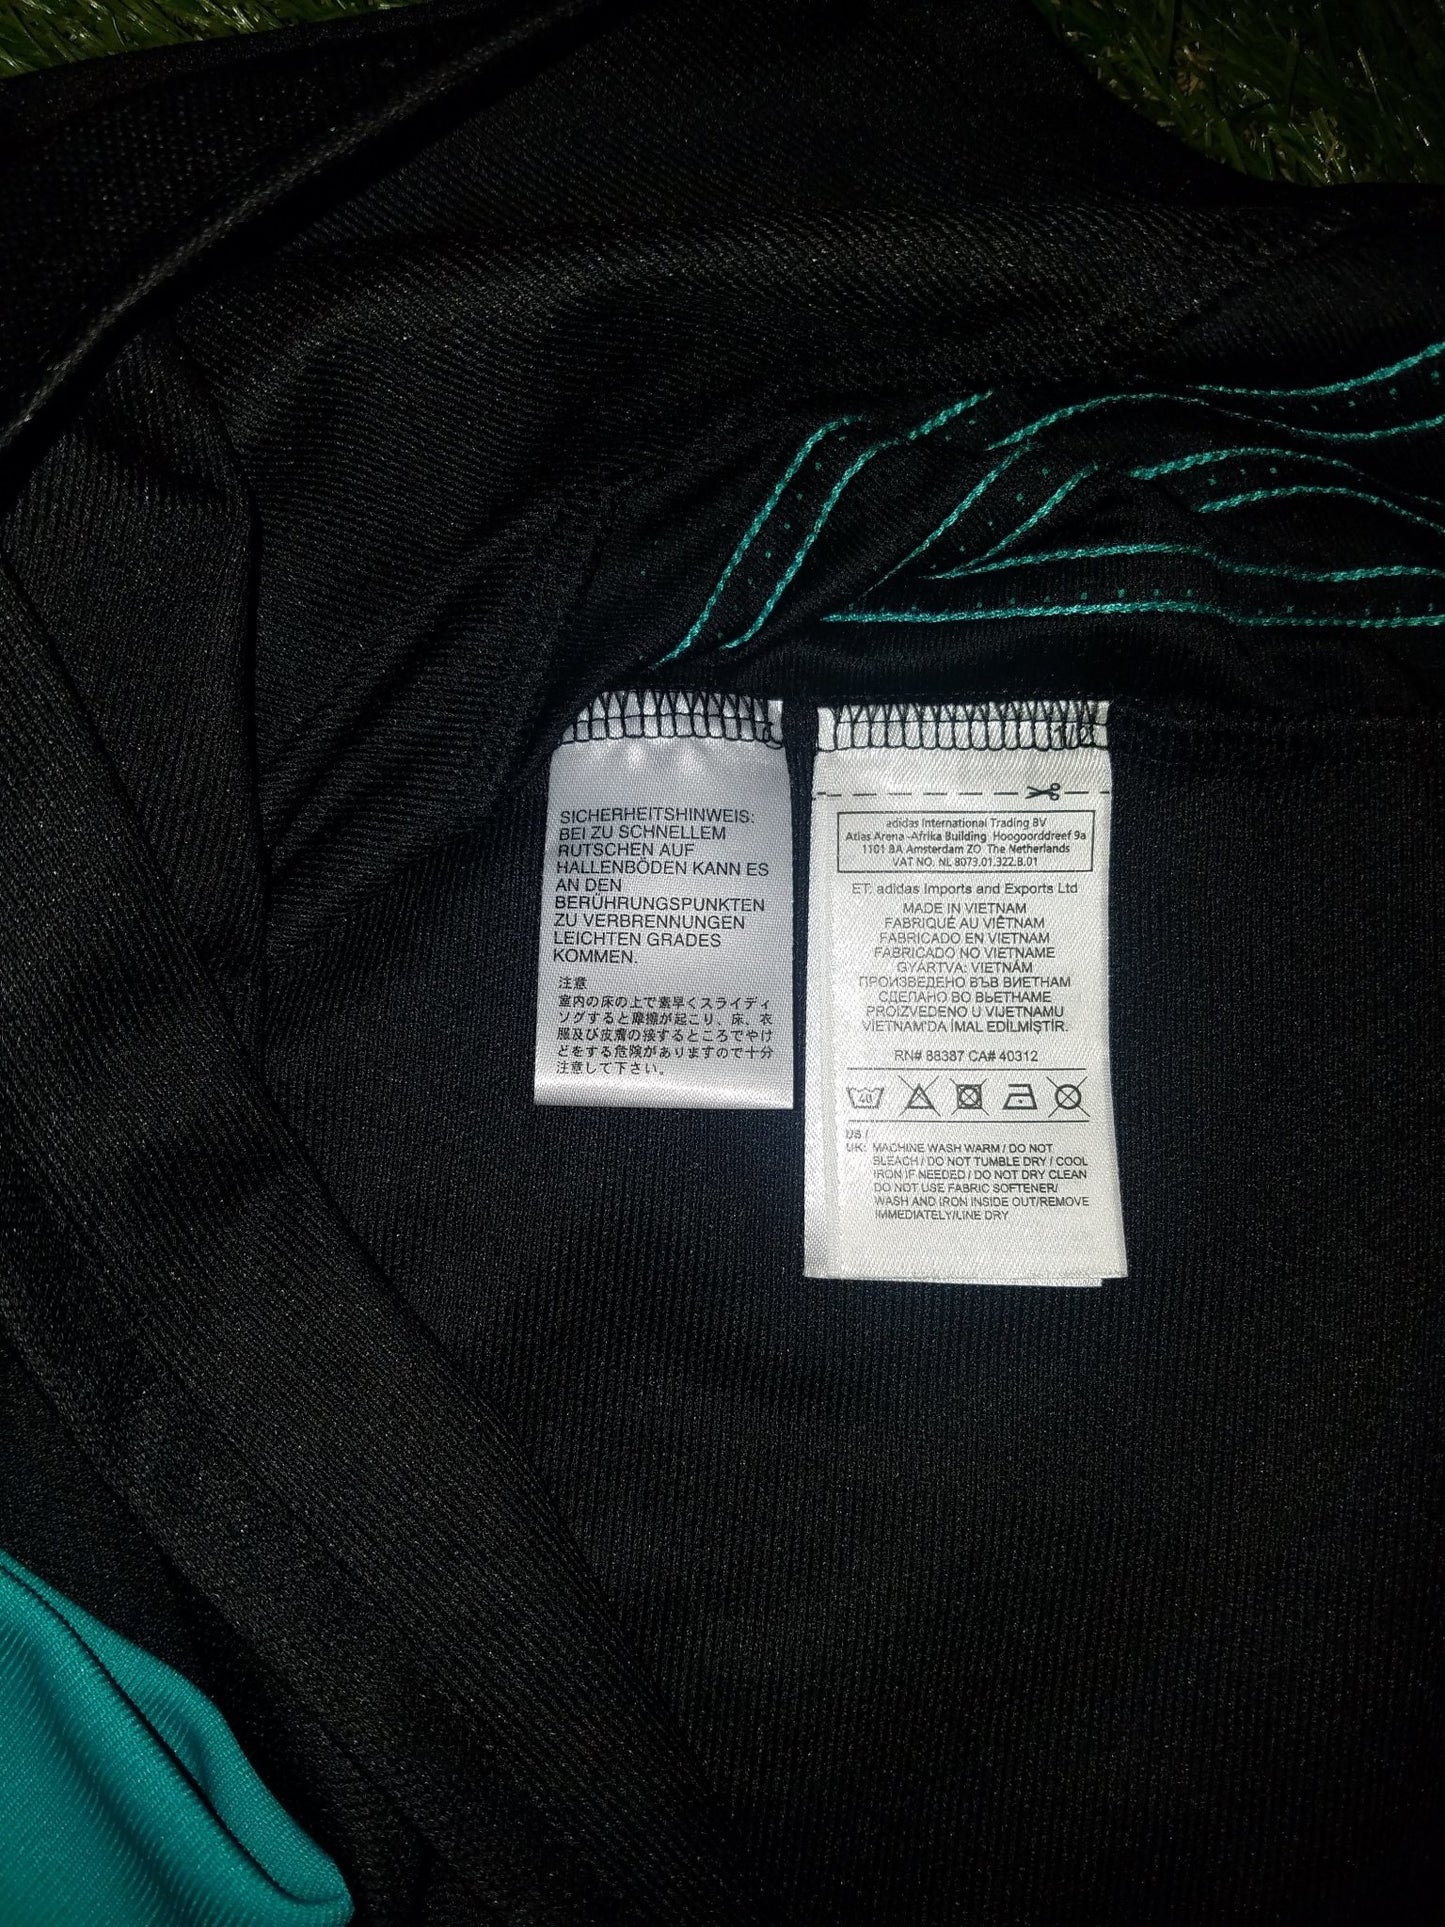 SICHERHEITSHINWEIS:
BEI ZU SCHNELLEM
RUTSCHEN AUF
HALLENBÖDEN KANN ES
AN DEN
BERÜHRUNGSPUNKTEN
ZU VERBRENNUNGEN
LEICHTEN GRADES
KOMMEN.
注意
室内の床の上で素早くスライディ
ングすると摩擦が起こり、床、衣
服及び皮膚の接するところでやけ
どをする危険がありますので十分
注意して下さい。
adidas International Trading BV
Atlas Arena -Afrika Building Hoogoorddreef 9a
1101 BA Amsterdam ZO The Netherlands
VAT NO. NL 8073.01.322.B.01
ET: adidas Imports and Exports Ltd
MADE IN VIETNAM
FABRIQUÉ AU VIÊTNAM
FABRICADO EN VIETNAM
FABRICADO NO VIETNAME
GYÁRTVA: VIETNÁM
ПРОИЗВЕДЕНО ВЪВ ВИЕТНАМ
СДЕЛАНО ВО ВЬЕТНАМЕ
PROIZVEDENO U VIJETNAMU
VIETNAM'DA İMAL EDİLMİŞTİR.
RN# 88387 CA# 40312
40
US /
UK: MACHINE WASH WARM / DO NOT
BLEACH / DO NOT TUMBLE DRY / COOL
IRON IF NEEDED / DO NOT DRY CLEAN
DO NOT USE FABRIC SOFTENER/
WASH AND IRON INSIDE OUT/REMOVE
IMMEDIATELY/LINE DRY